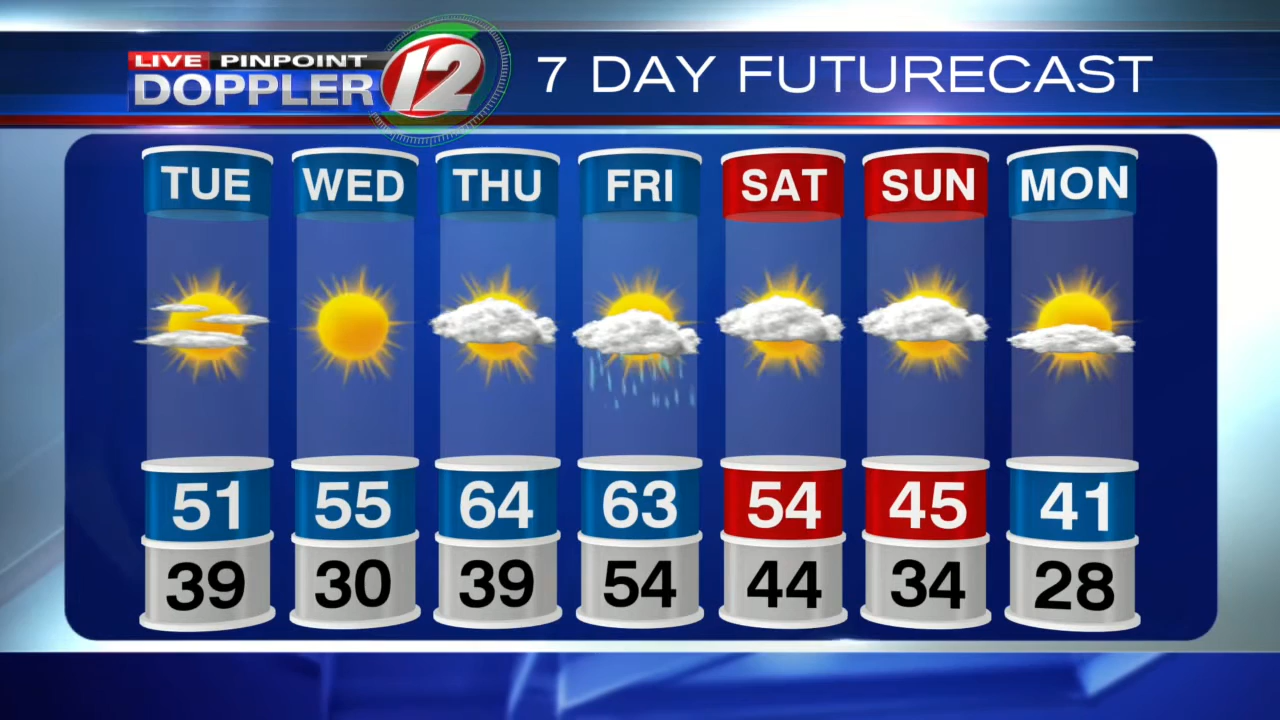 LIVE PINPOINT
DOPPLER 12
7 DAY FUTURECAST
TUE WED THU FRI SAT SUN MON
51 55 64 63 54 45 41
39 30 39 54 44 34 28